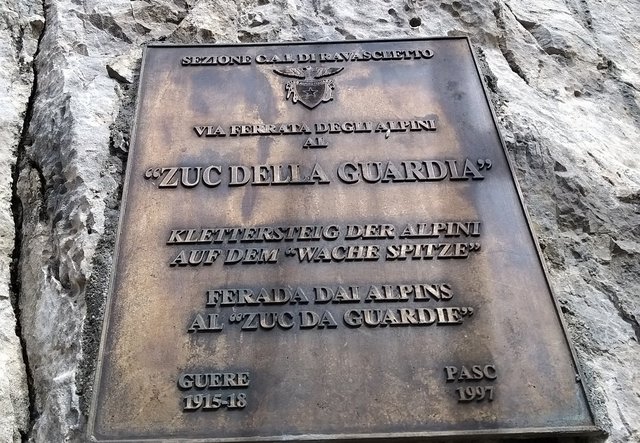 SEZIONE C.A.I. DI RAVASCLETTO
VIA FERRATA DEGLI ALPINI
AL
“ZUC DELLA GUARDIA”
KLETTERSTEIG DER ALPINI
AUF DEM “WACHE SPITZE”
FERADA DAI ALPINS
AL “ZUC DA GUARDIE”
GUERE
1915-18
PASC
1997